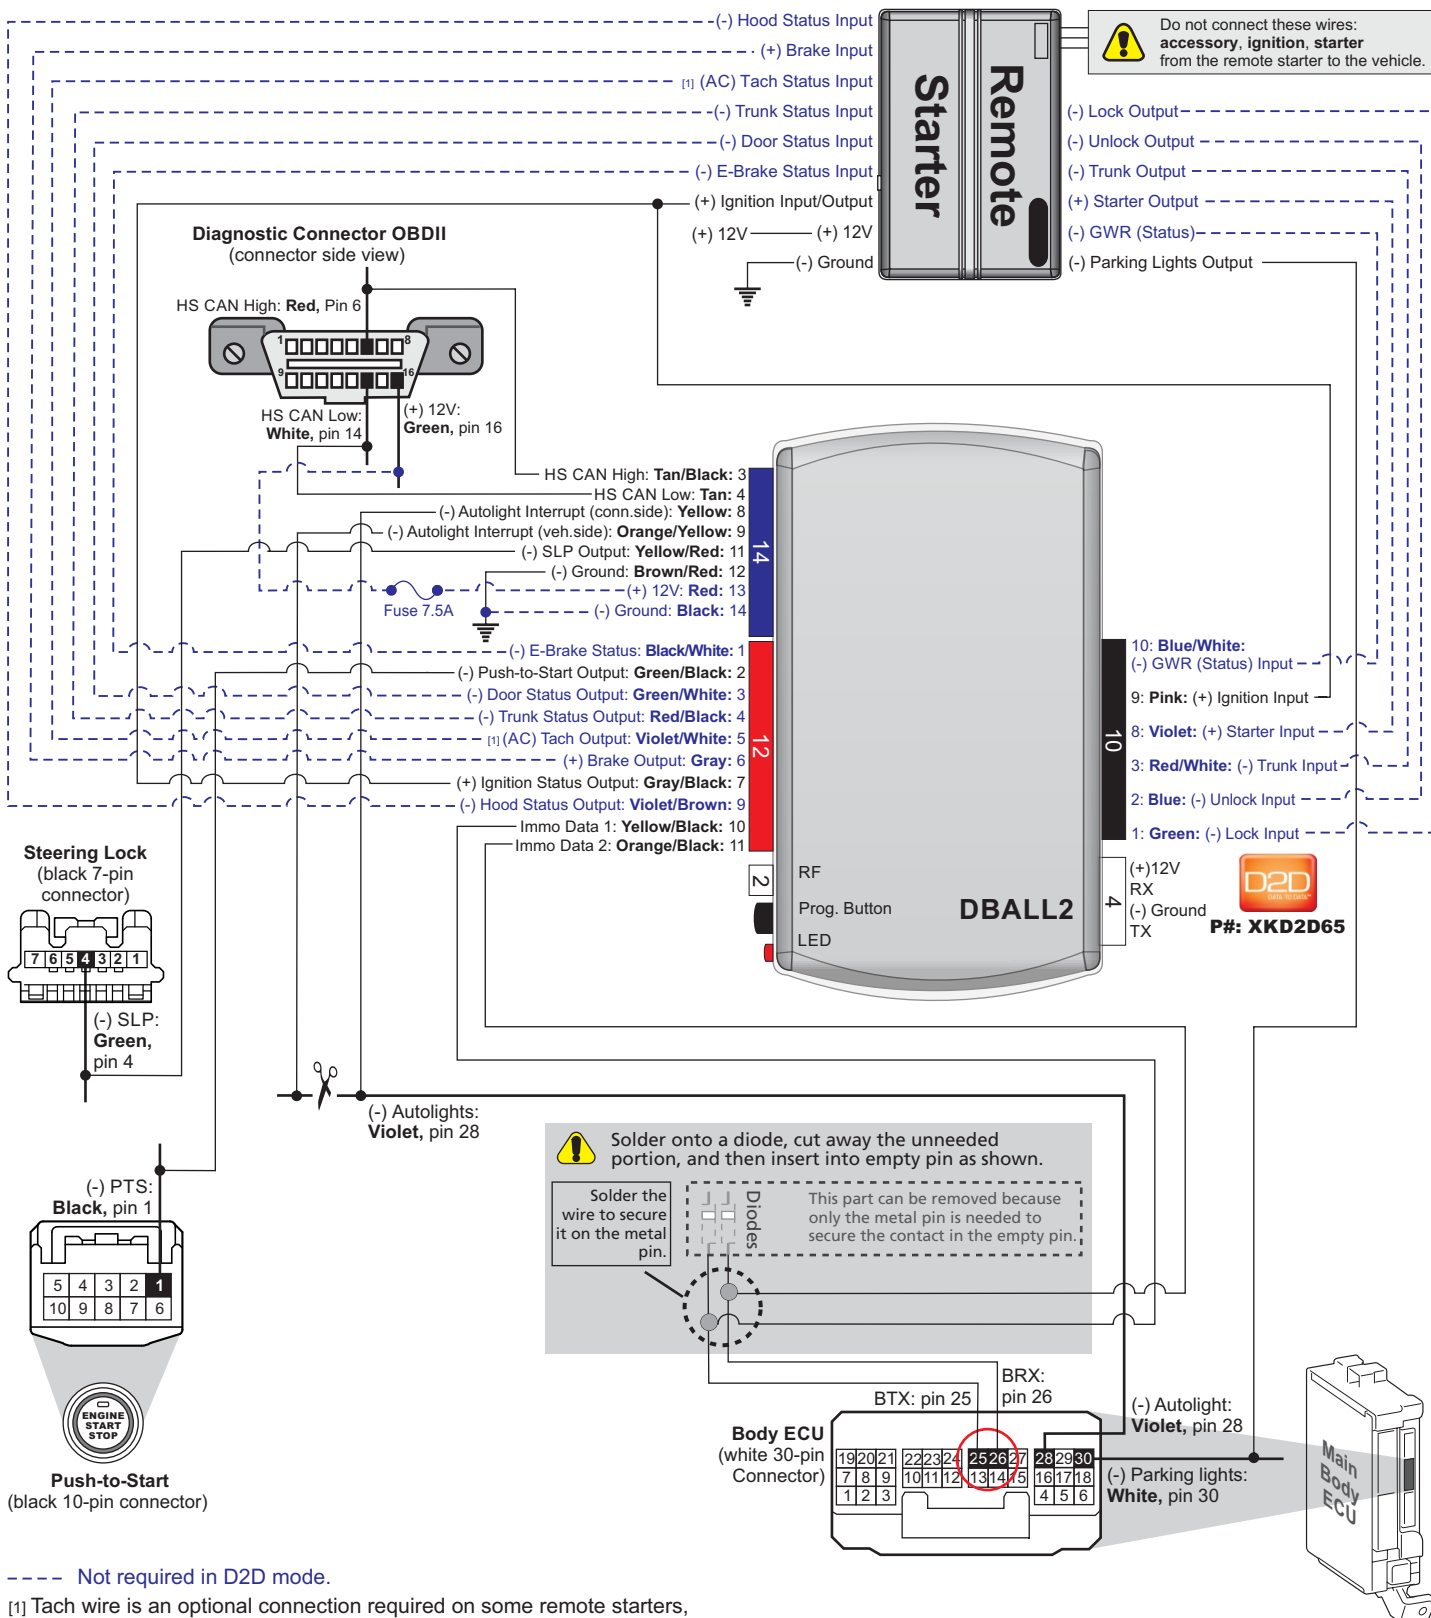 (-) Hood Status Input
(+) Brake Input
[1] (AC) Tach Status Input
(-) Trunk Status Input
(-) Door Status Input
(-) E-Brake Status Input
(+) Ignition Input/Output
(+) 12V (+) 12V
(-) Ground
Remote
Starter
Do not connect these wires:
accessory, ignition, starter
from the remote starter to the vehicle.
(-) Lock Output
(-) Unlock Output
(-) Trunk Output
(+) Starter Output
(-) GWR (Status)
(-) Parking Lights Output
Diagnostic Connector OBDII
(connector side view)
HS CAN High: Red, Pin 6
1 8
9 16
HS CAN Low:
White, pin 14
(+) 12V:
Green, pin 16
HS CAN High: Tan/Black: 3
HS CAN Low: Tan: 4
(-) Autolight Interrupt (conn.side): Yellow: 8
(-) Autolight Interrupt (veh.side): Orange/Yellow: 9
(-) SLP Output: Yellow/Red: 11
(-) Ground: Brown/Red: 12
(+) 12V: Red: 13
(-) Ground: Black: 14
Fuse 7.5A
14
(-) E-Brake Status: Black/White: 1
(-) Push-to-Start Output: Green/Black: 2
(-) Door Status Output: Green/White: 3
(-) Trunk Status Output: Red/Black: 4
[1] (AC) Tach Output: Violet/White: 5
(+) Brake Output: Gray: 6
(+) Ignition Status Output: Gray/Black: 7
(-) Hood Status Output: Violet/Brown: 9
Immo Data 1: Yellow/Black: 10
Immo Data 2: Orange/Black: 11
12
10
10: Blue/White:
(-) GWR (Status) Input
9: Pink: (+) Ignition Input
8: Violet: (+) Starter Input
3: Red/White: (-) Trunk Input
2: Blue: (-) Unlock Input
1: Green: (-) Lock Input
2
RF
Prog. Button
LED
DBALL2
4
(+)12V
RX
(-) Ground
TX
D2D
DATA TO DATA
P#: XKD2D65
Steering Lock
(black 7-pin
connector)
7 6 5 4 3 2 1
(-) SLP:
Green,
pin 4
(-) Autolights:
Violet, pin 28
(-) PTS:
Black, pin 1
5 4 3 2 1
10 9 8 7 6
ENGINE
START
STOP
Push-to-Start
(black 10-pin connector)
Solder onto a diode, cut away the unneeded
portion, and then insert into empty pin as shown.
Solder the
wire to secure
it on the metal
pin.
Diodes
This part can be removed because
only the metal pin is needed to
secure the contact in the empty pin.
BTX: pin 25
BRX:
pin 26
(-) Autolight:
Violet, pin 28
Body ECU
(white 30-pin
Connector)
19 20 21 22 23 24 25 26 27 28 29 30
7 8 9 10 11 12 13 14 15 16 17 18
1 2 3 4 5 6
(-) Parking lights:
White, pin 30
Main
Body
ECU
Not required in D2D mode.
[1] Tach wire is an optional connection required on some remote starters,